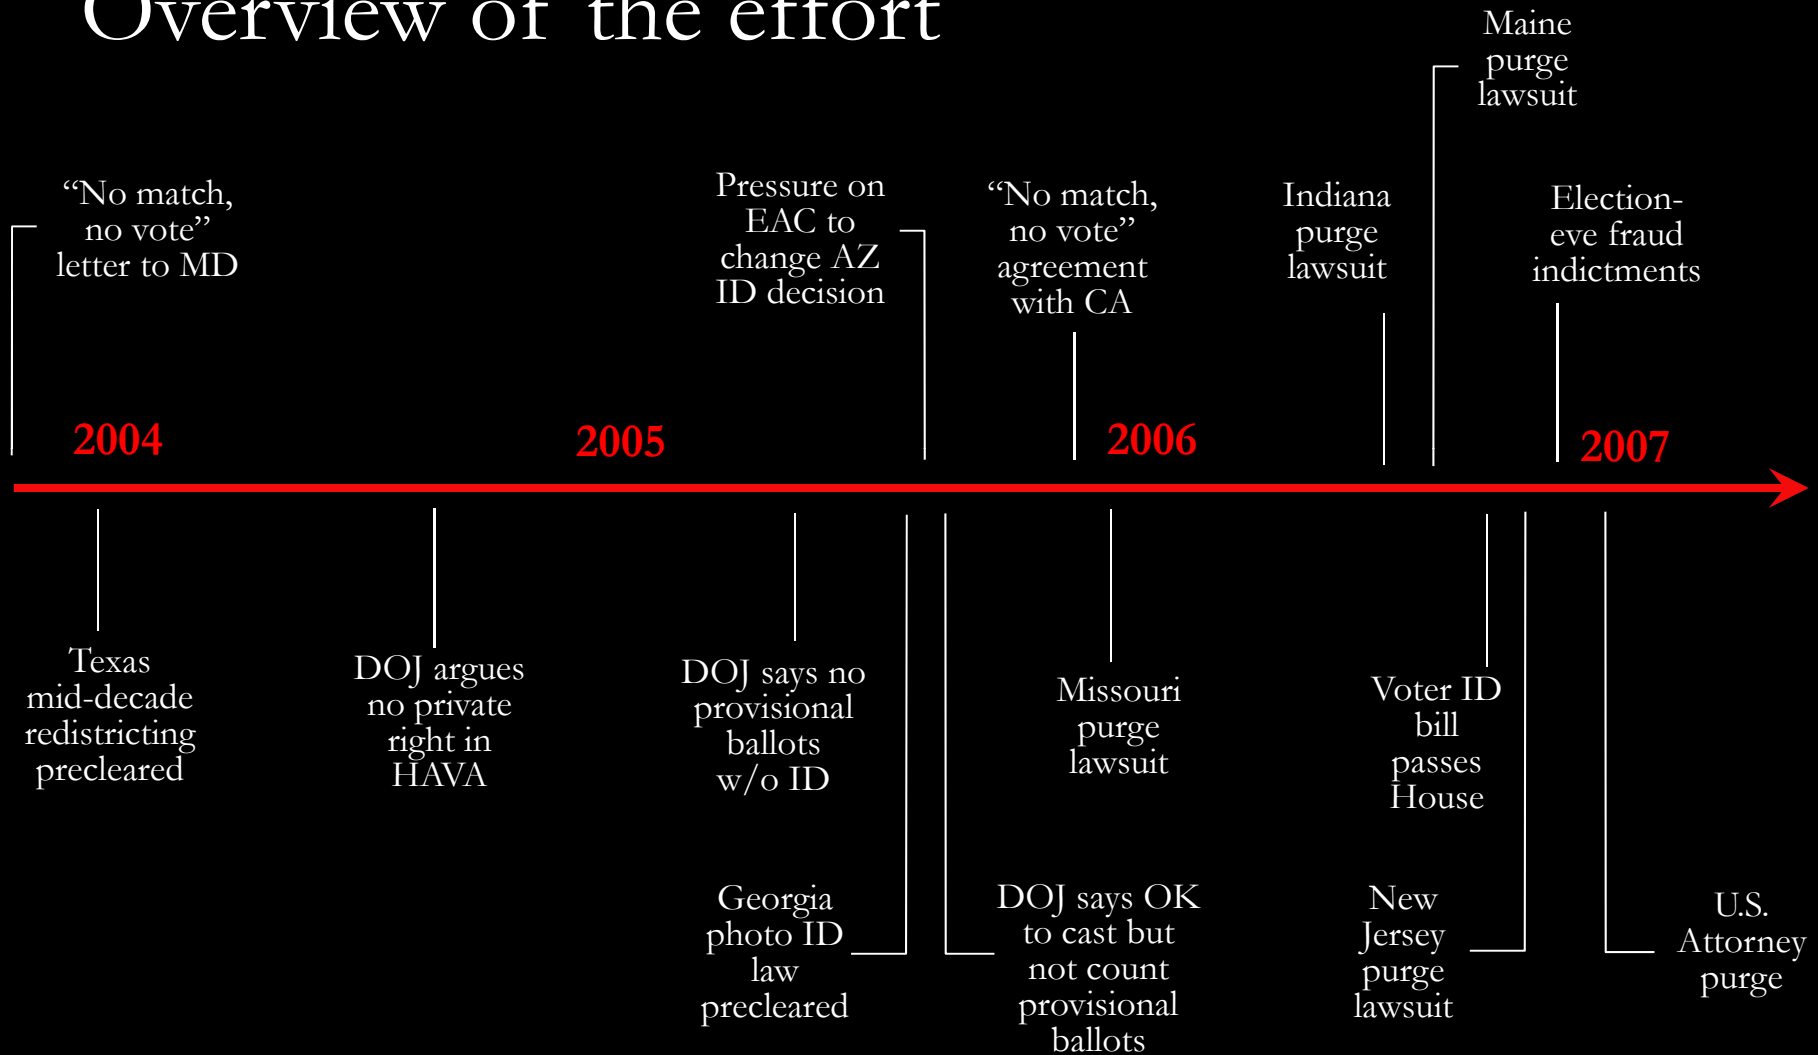 Overview of the effort
Maine
purge
lawsuit
“No match,
no vote”
letter to MD
Pressure on
EAC to
change AZ
ID decision
“No match,
no vote”
agreement
with CA
Indiana
purge
lawsuit
Election-
eve fraud
indictments
2004
2005
2006
2007
Texas
mid-decade
redistricting
precleared
DOJ argues
no private
right in
HAVA
DOJ says no
provisional
ballots
w/o ID
Missouri
purge
lawsuit
Voter ID
bill
passes
House
Georgia
photo ID
law
precleared
DOJ says OK
to cast but
not count
provisional
ballots
New
Jersey
purge
lawsuit
U.S.
Attorney
purge